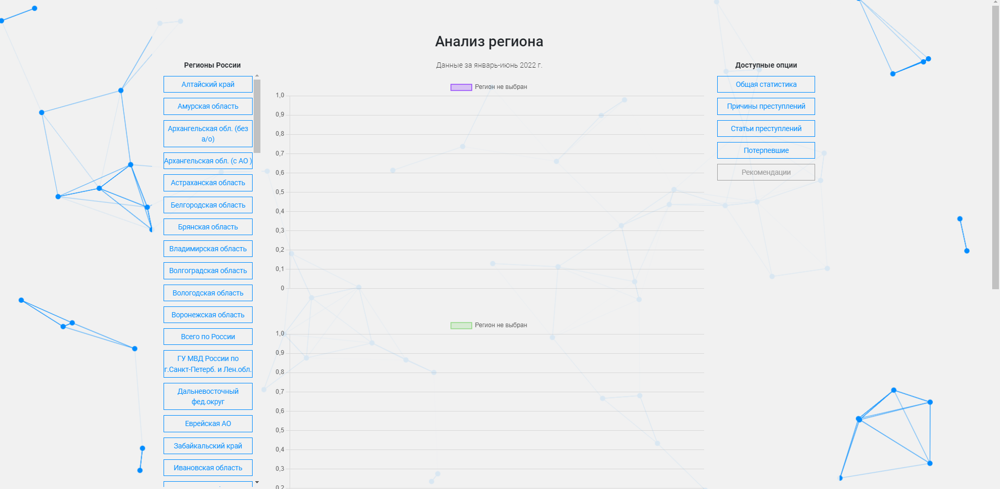 Анализ региона
Регионы России
Алтайский край
Амурская область
Архангельская обл. (без
а/о)
Архангельская обл. (с АО )
Астраханская область
Белгородская область
Брянская область
Владимирская область
Волгоградская область
Вологодская область
Воронежская область
Всего по России
ГУ МВД России по
г.Санкт-Петерб. и Лен.обл.
Дальневосточный
фед.округ
Еврейская АО
Забайкальский край
Ивановская область
Данные за январь-июнь 2022 г.
Регион не выбран
1,0
0,9
0,8
0,7
0,6
0,5
0,4
0,3
0,2
0,1
0
Регион не выбран
1,0
0,9
0,8
0,7
0,6
0,5
0,4
0,3
0,2
Доступные опции
Общая статистика
Причины преступлений
Статьи преступлений
Потерпевшие
Рекомендации